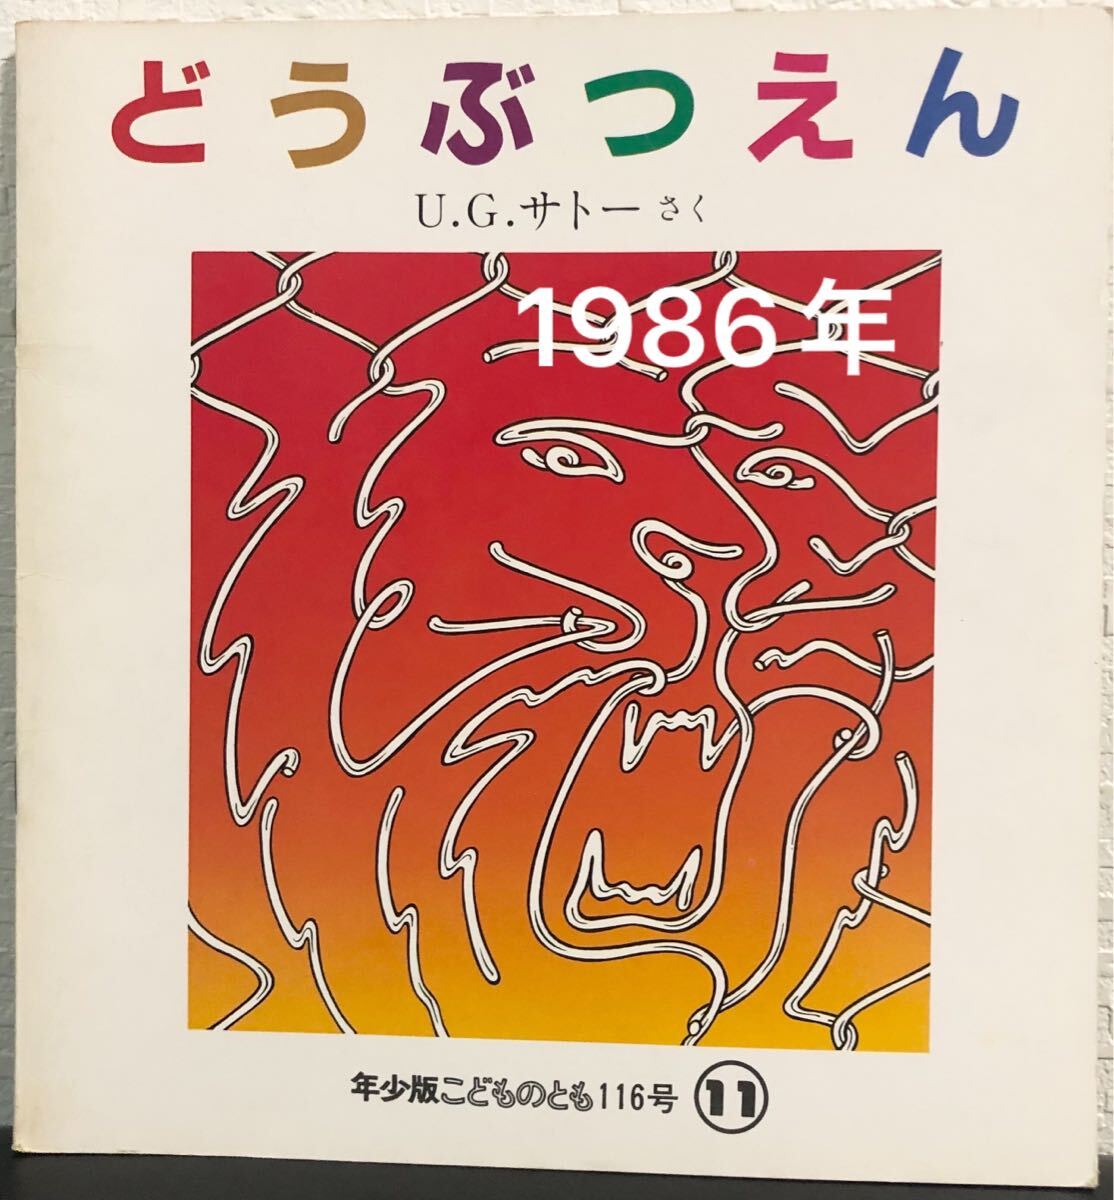 どうぶつえん
U.G.サトー さく
1986年
年少版こどものとも116号 11